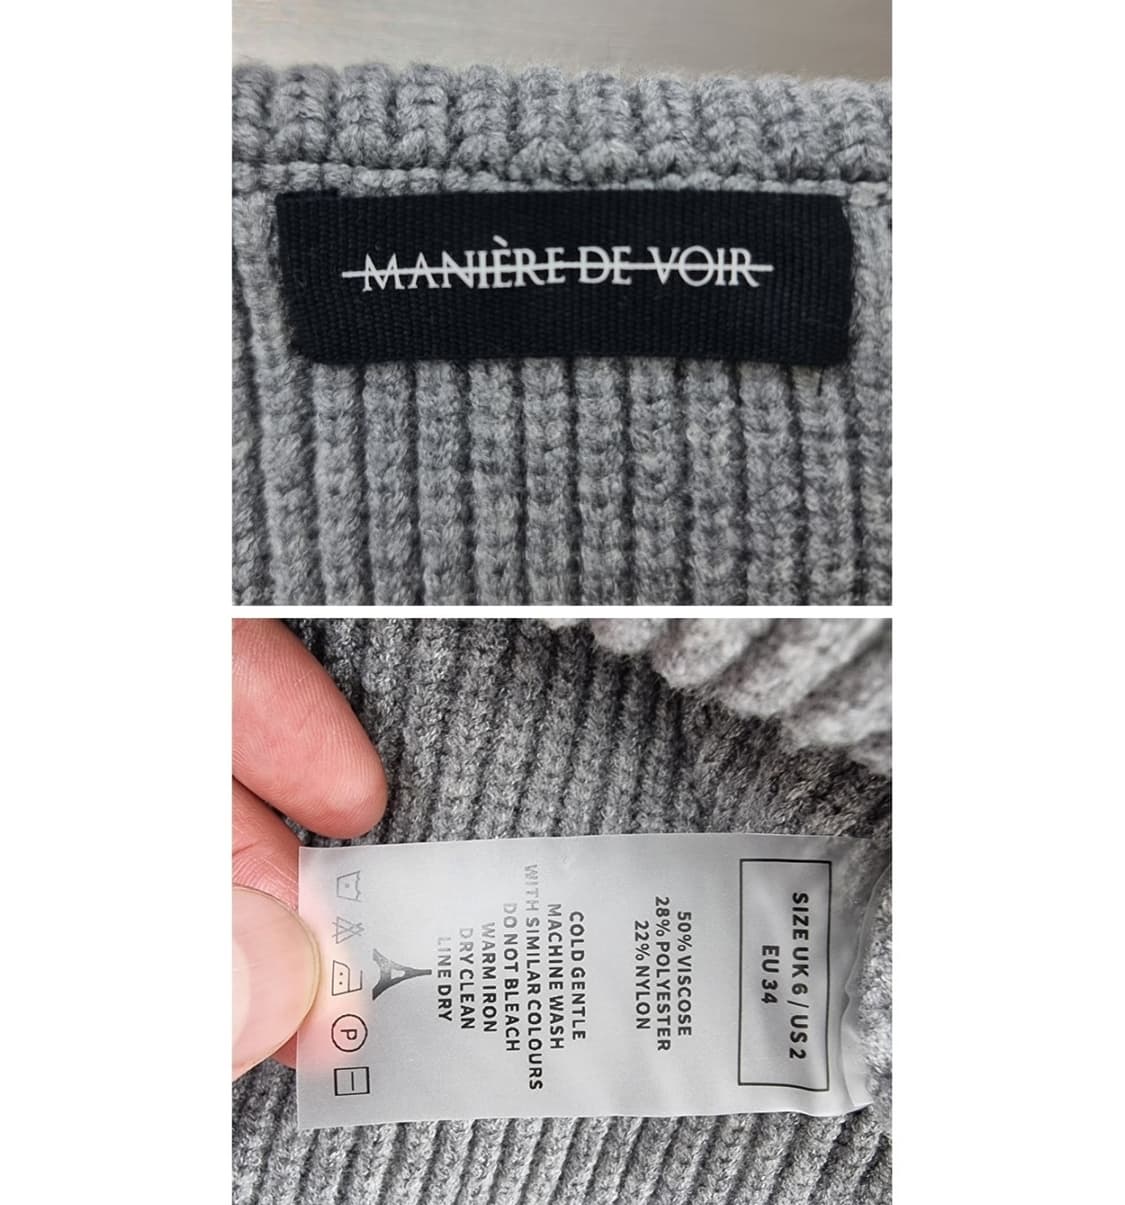 MANIÈRE DE VOIR
SIZE UK 6 / US 2
EU 34
50% VISCOSE
28% POLYESTER
22% NYLON
COLD GENTLE
MACHINE WASH
WITH SIMILAR COLOURS
DO NOT BLEACH
WARM IRON
DRY CLEAN
LINE DRY
P